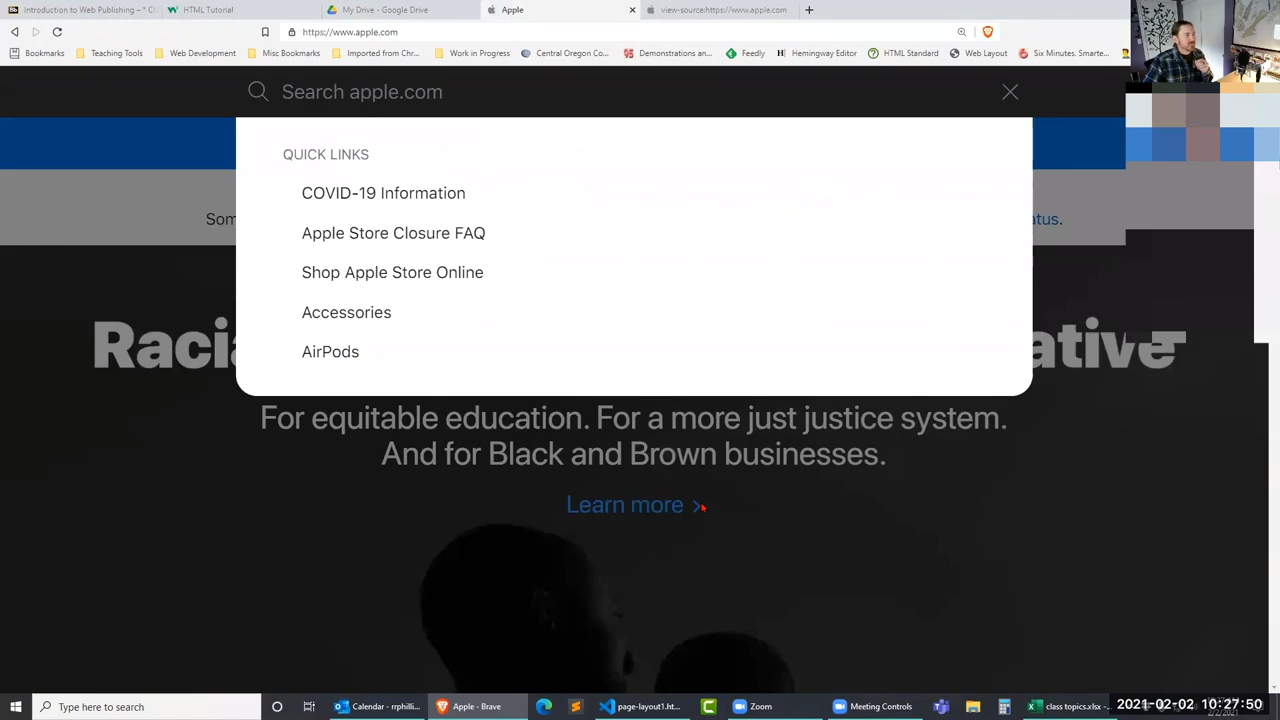 Introduction to Web Publishing – * Cl
HTML Tutorial
My Drive - Google Drive
Apple
view-source:https://www.apple.com
https://www.apple.com
Bookmarks
Teaching Tools
Web Development
Misc Bookmarks
Imported from Chr...
Work in Progress
Central Oregon Co...
Demonstrations an...
Feedly
Hemingway Editor
HTML Standard
Web Layout
Six Minutes. Smarte...
Search apple.com
QUICK LINKS
COVID-19 Information
Som
Apple Store Closure FAQ
atus.
Shop Apple Store Online
Accessories
Racia
ative
AirPods
For equitable education. For a more just justice system.
And for Black and Brown businesses.
Learn more >
Type here to search
Calendar - rrphilli...
Apple - Brave
page-layout1.ht...
Zoom
Meeting Controls
class topics.xlsx -
2021-02-02 10:27:50